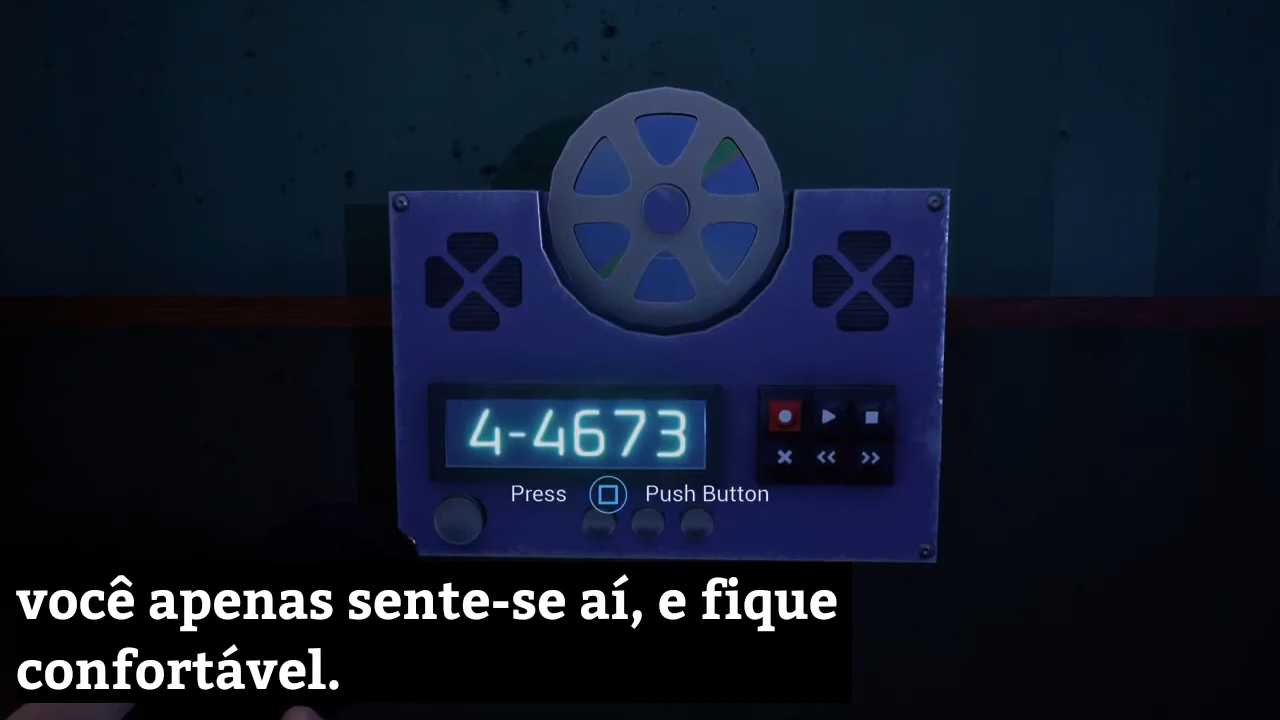 4-4673
Press Push Button
você apenas sente-se aí, e fique
confortável.